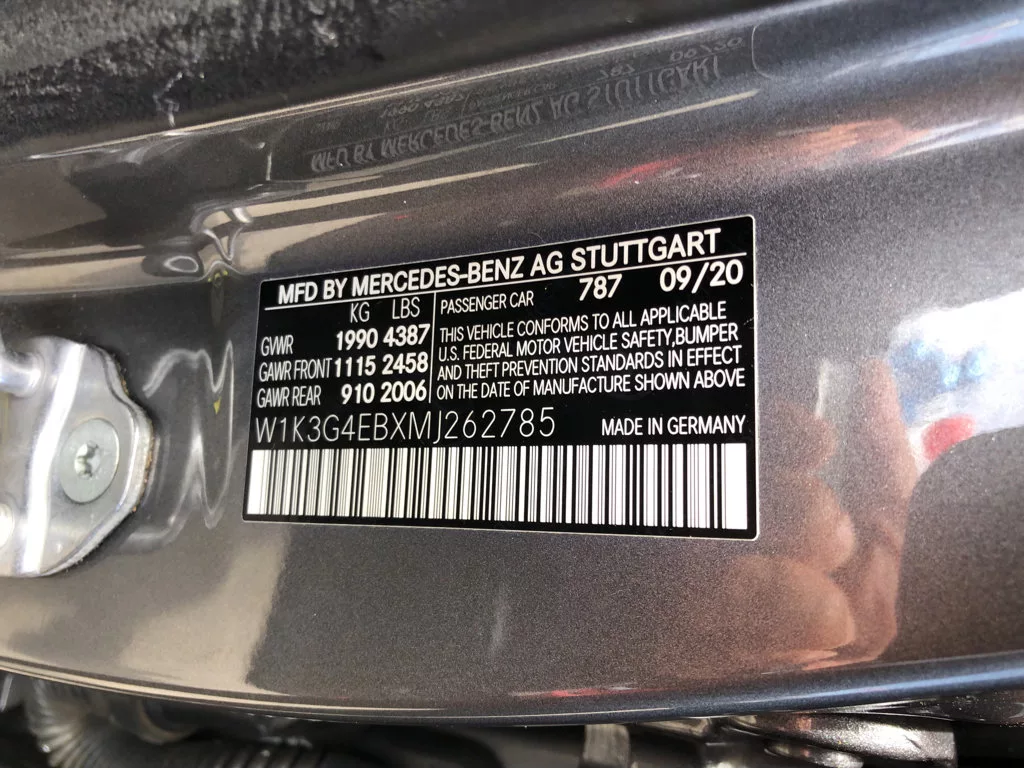 MFD BY MERCEDES-BENZ AG STUTTGART
KG LBS
GVWR 1990 4387
GAWR FRONT 1115 2458
GAWR REAR 910 2006
PASSENGER CAR 787 09/20
THIS VEHICLE CONFORMS TO ALL APPLICABLE
U.S. FEDERAL MOTOR VEHICLE SAFETY, BUMPER
AND THEFT PREVENTION STANDARDS IN EFFECT
ON THE DATE OF MANUFACTURE SHOWN ABOVE
W1K3G4EBXMJ262785 MADE IN GERMANY